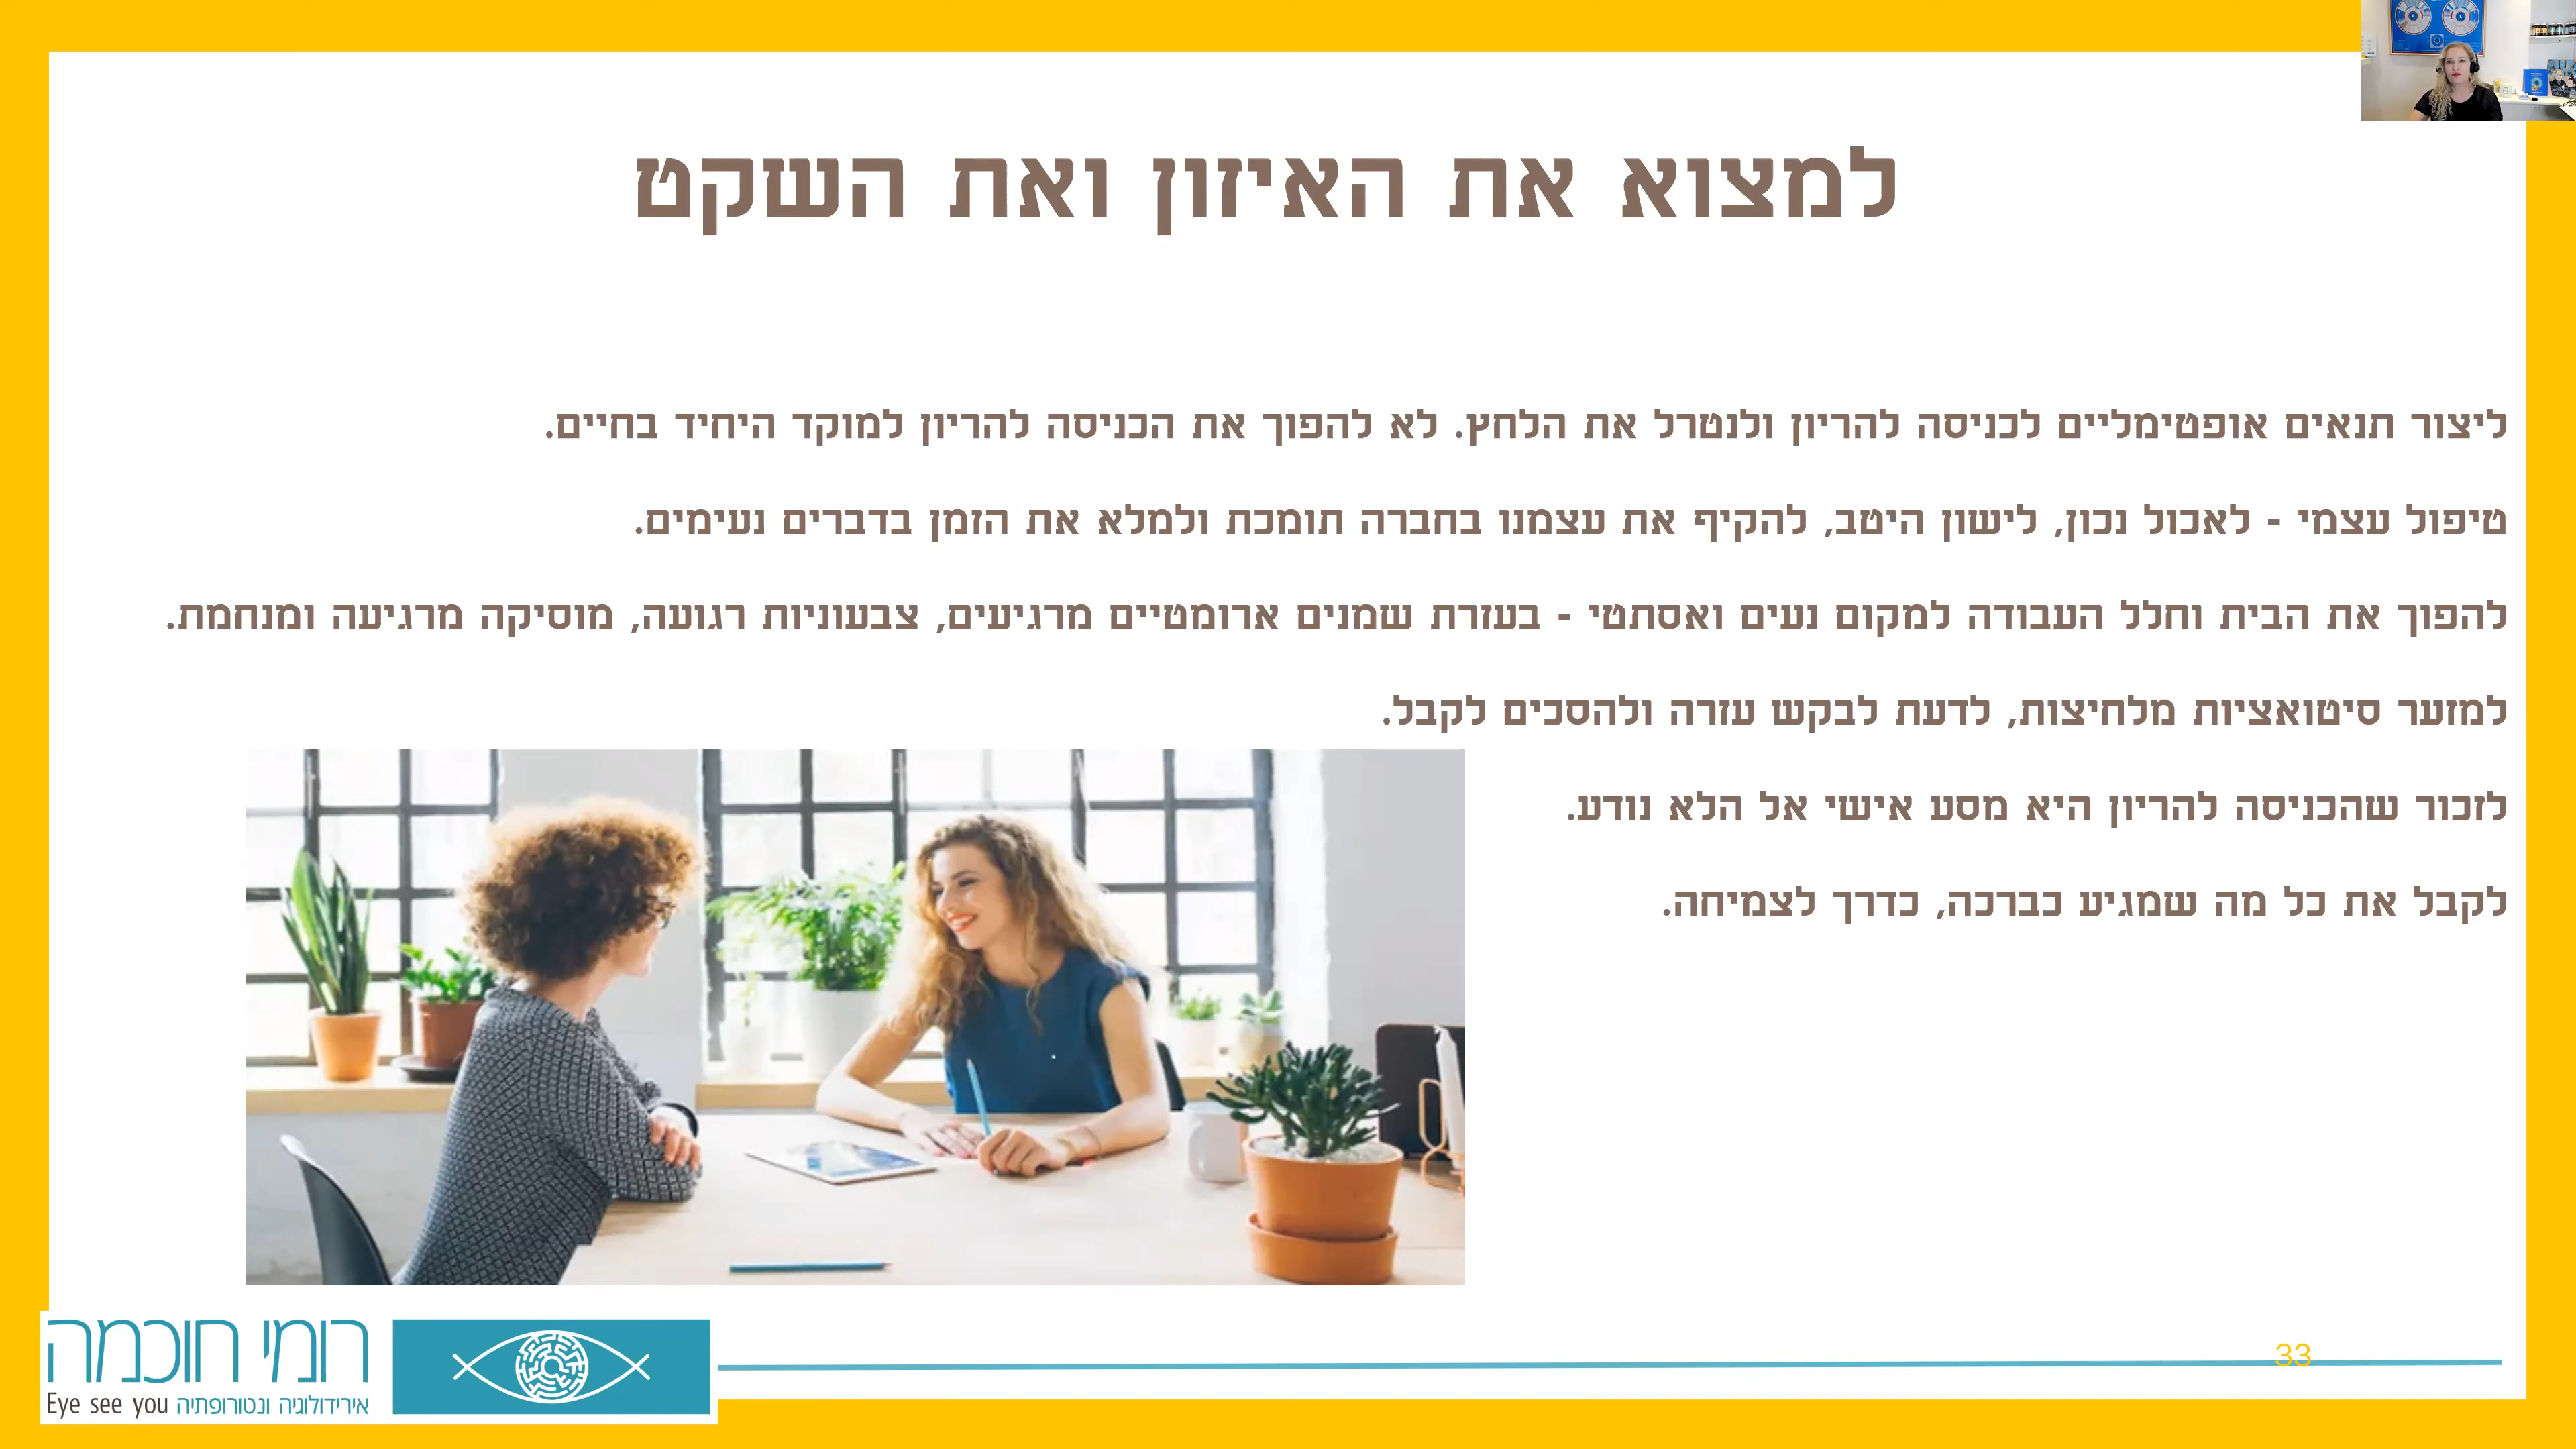 למצוא את האיזון ואת השקט
ליצור תנאים אופטימליים לכניסה להריון ולנטרל את הלחץ. לא להפוך את הכניסה להריון למוקד היחיד בחיים.
טיפול עצמי - לאכול נכון, לישון היטב, להקיף את עצמנו בחברה תומכת ולמלא את הזמן בדברים נעימים.
להפוך את הבית וחלל העבודה למקום נעים ואסתטי - בעזרת שמנים ארומטיים מרגיעים, צבעוניות רגועה, מוסיקה מרגיעה ומנחמת.
למזער סיטואציות מלחיצות, לדעת לבקש עזרה ולהסכים לקבל.
לזכור שהכניסה להריון היא מסע אישי אל הלא נודע.
לקבל את כל מה שמגיע כברכה, כדרך לצמיחה.
רומי חוכמה
אירידולוגיה ונטורופתיה Eye see you
33